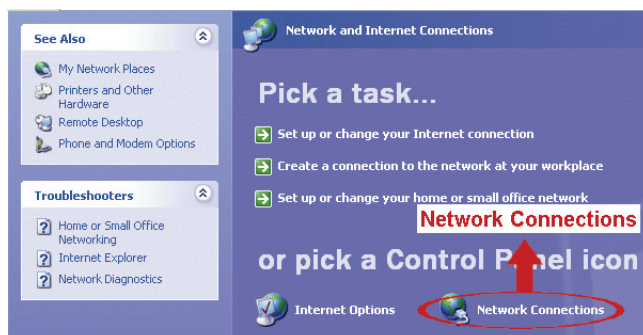 See Also
My Network Places
Printers and Other
Hardware
Remote Desktop
Phone and Modem Options
Troubleshooters
Home or Small Office
Networking
Internet Explorer
Network Diagnostics
Network and Internet Connections
Pick a task...
Set up or change your Internet connection
Create a connection to the network at your workplace
Set up or change your home or small office network
Network Connections
or pick a Control Panel icon
Internet Options
Network Connections